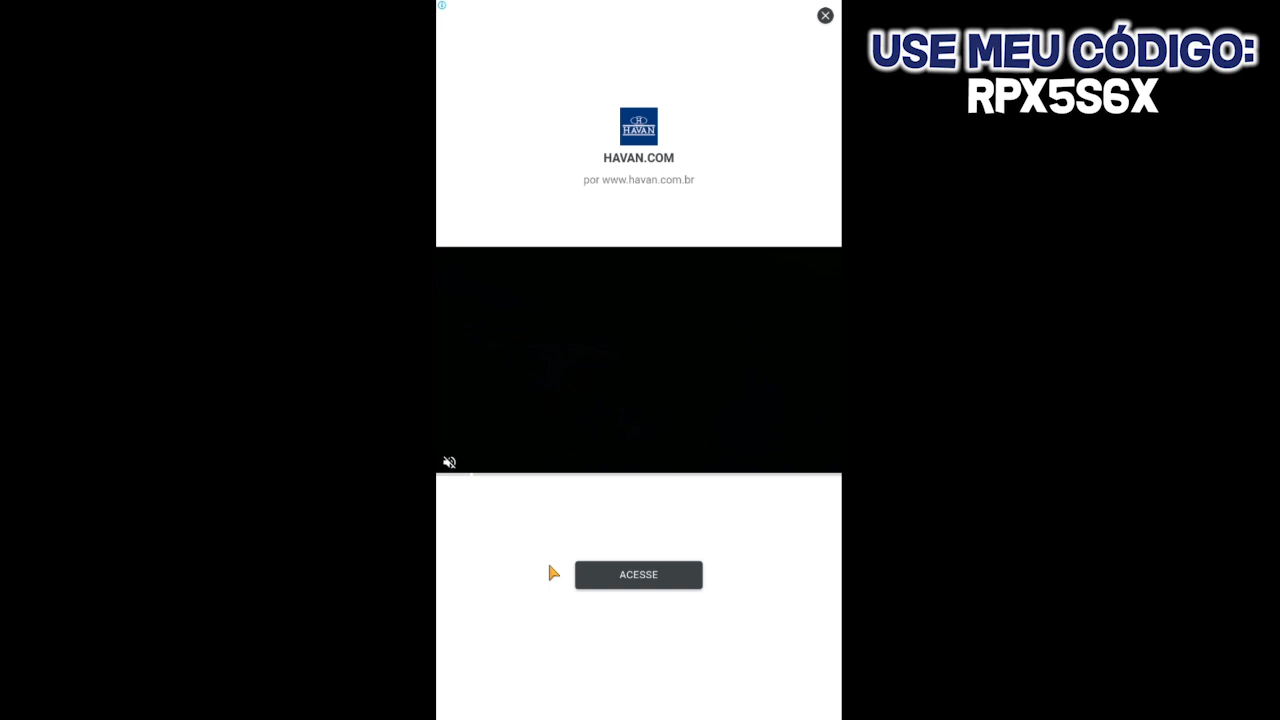 USE MEU CÓDIGO:
RPX5S6X
H
HAVAN
HAVAN.COM
por www.havan.com.br
ACESSE